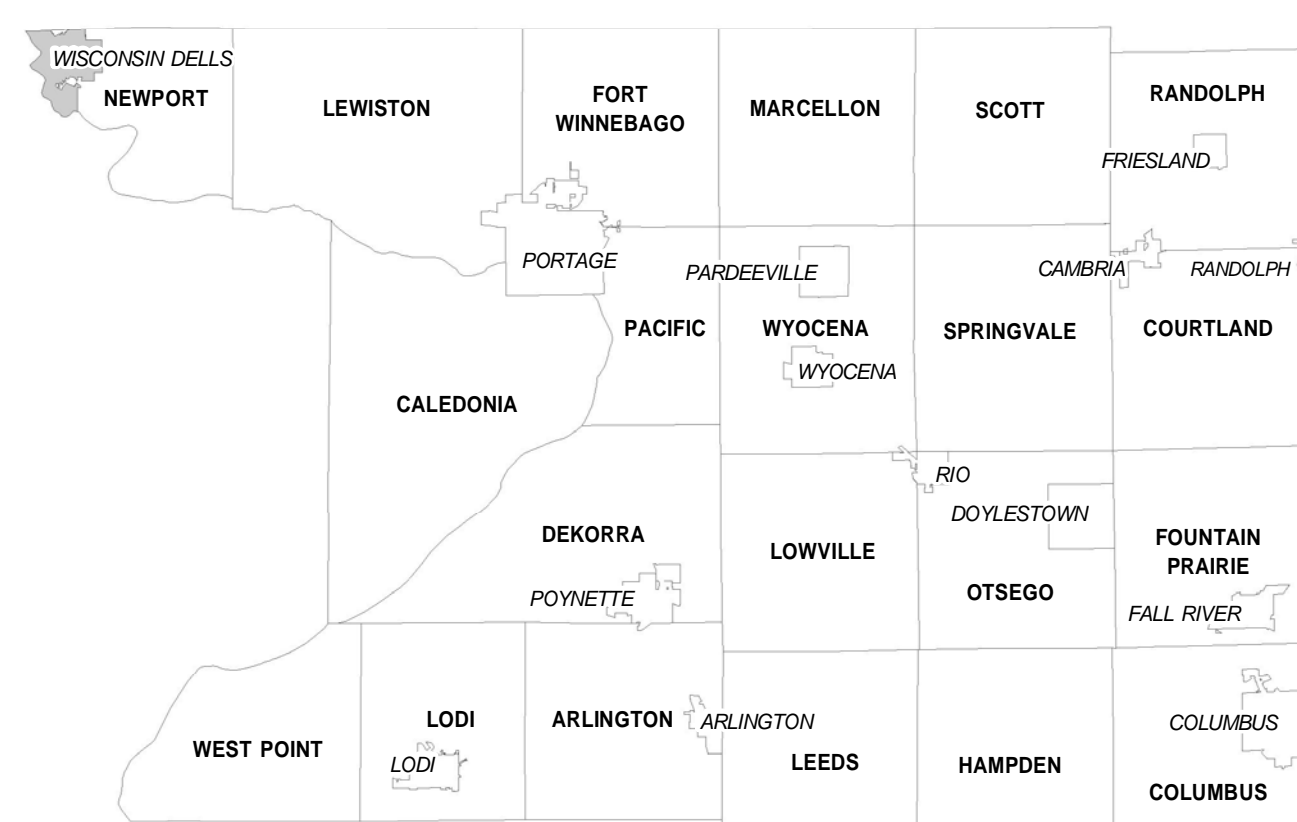 WISCONSIN DELLS
NEWPORT
LEWISTON
FORT
WINNEBAGO
MARCELLON
SCOTT
RANDOLPH
FRIESLAND
PORTAGE
PARDEEVILLE
CAMBRIA
RANDOLPH
PACIFIC
WYOCENA
SPRINGVALE
COURTLAND
WYOCENA
CALEDONIA
RIO
DOYLESTOWN
DEKORRA
LOWVILLE
FOUNTAIN
PRAIRIE
OTSEGO
POYNETTE
FALL RIVER
LODI
ARLINGTON
ARLINGTON
COLUMBUS
WEST POINT
LODI
LEEDS
HAMPDEN
COLUMBUS